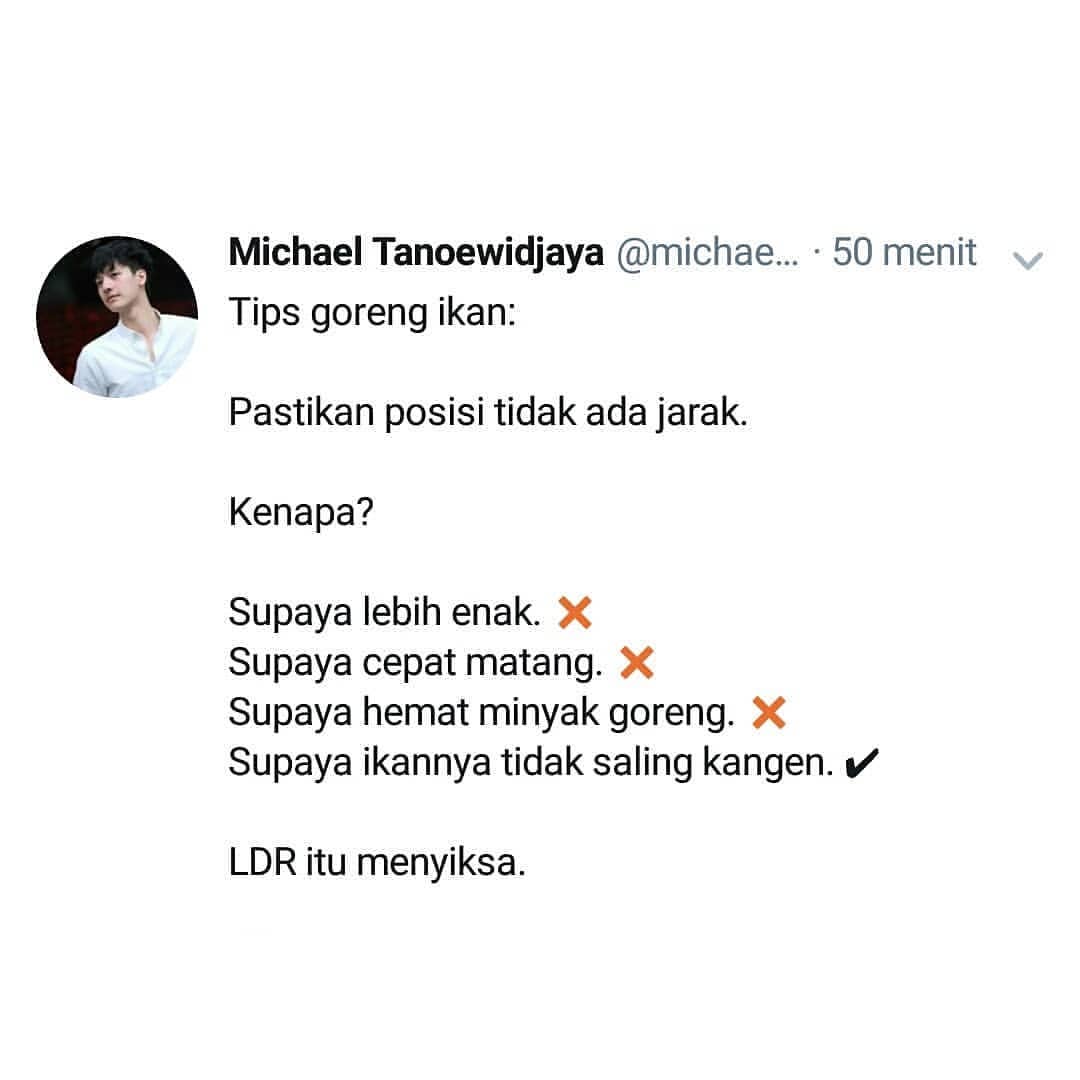 Michael Tanoewidjaya @michae... · 50 menit
Tips goreng ikan:
Pastikan posisi tidak ada jarak.
Kenapa?
Supaya lebih enak. ❌
Supaya cepat matang. ❌
Supaya hemat minyak goreng. ❌
Supaya ikannya tidak saling kangen. ✔
LDR itu menyiksa.